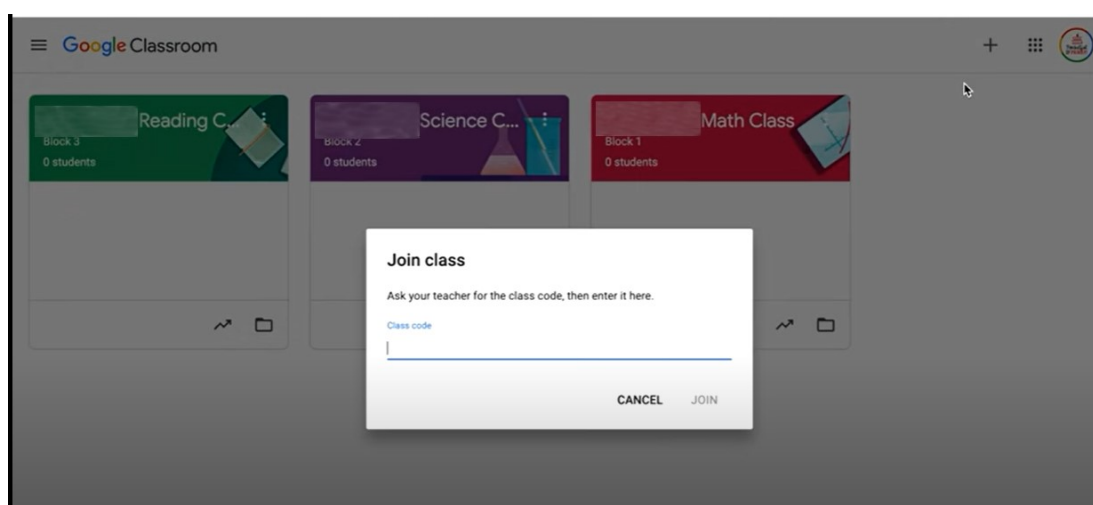 Google Classroom
Reading C...
Block 3
0 students
Science C...
Block 2
0 students
Math Class
Block 1
0 students
Join class
Ask your teacher for the class code, then enter it here.
Class code
CANCEL JOIN